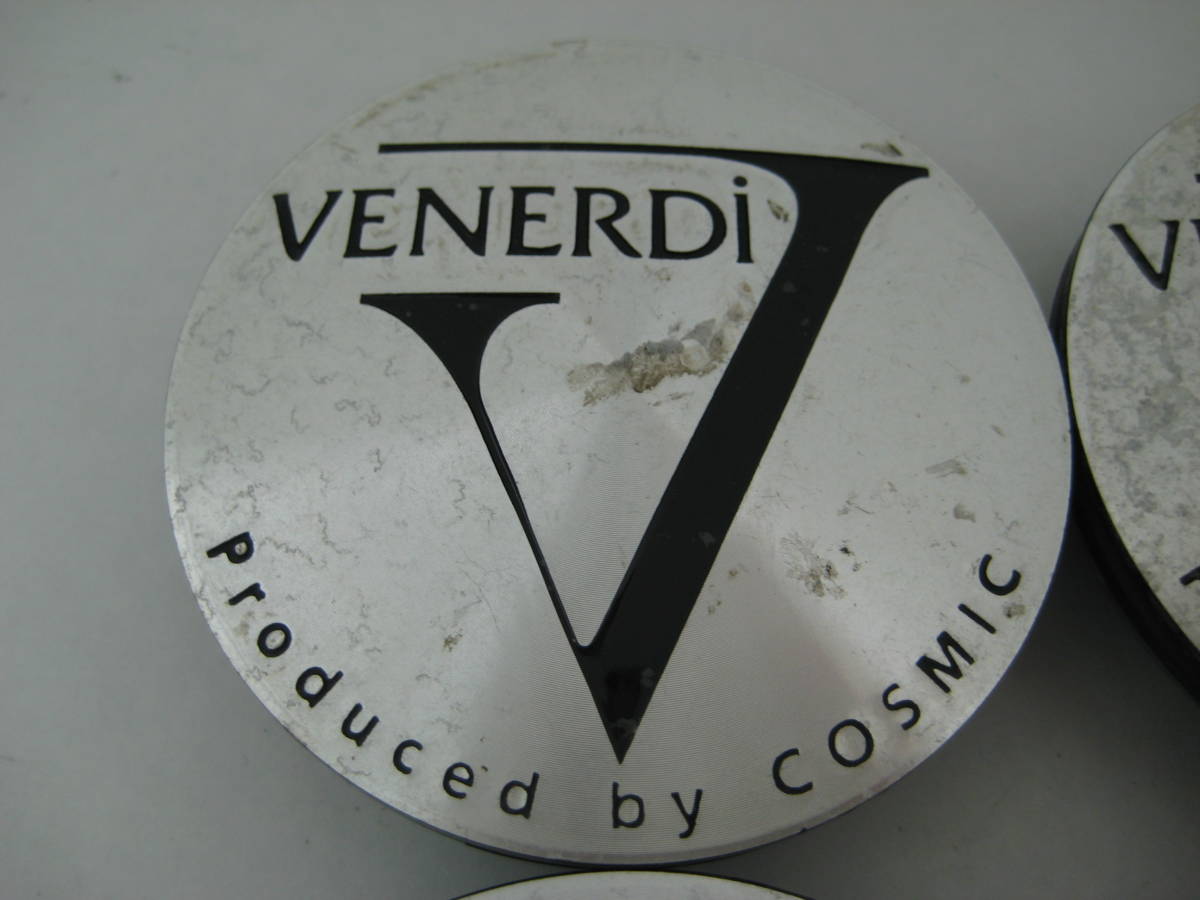 VENERDi
V
Produced by COSMIC